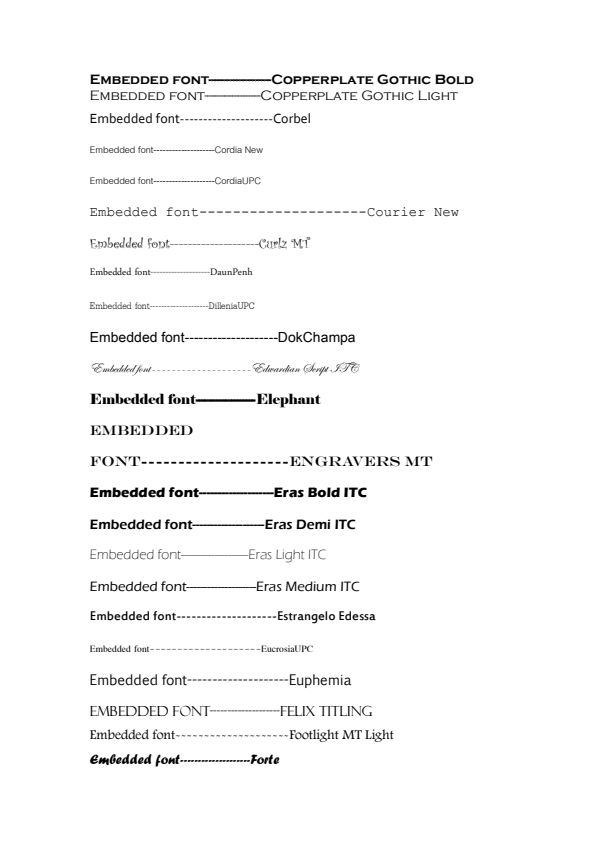 Embedded font--------------------Copperplate Gothic Bold
Embedded font--------------------Copperplate Gothic Light
Embedded font--------------------Corbel
Embedded font--------------------Cordia New
Embedded font--------------------CordiaUPC
Embedded font--------------------Courier New
Embedded font--------------------Curlz MT
Embedded font--------------------DaunPenh
Embedded font--------------------DilleniaUPC
Embedded font--------------------DokChampa
Embedded font--------------------Edwardian Script ITC
Embedded font--------------------Elephant
EMBEDDED
FONT--------------------ENGRAVERS MT
Embedded font--------------------Eras Bold ITC
Embedded font--------------------Eras Demi ITC
Embedded font--------------------Eras Light ITC
Embedded font--------------------Eras Medium ITC
Embedded font--------------------Estrangelo Edessa
Embedded font--------------------EucrosiaUPC
Embedded font--------------------Euphemia
EMBEDDED FONT--------------------FELIX TITLING
Embedded font--------------------Footlight MT Light
Embedded font--------------------Forte